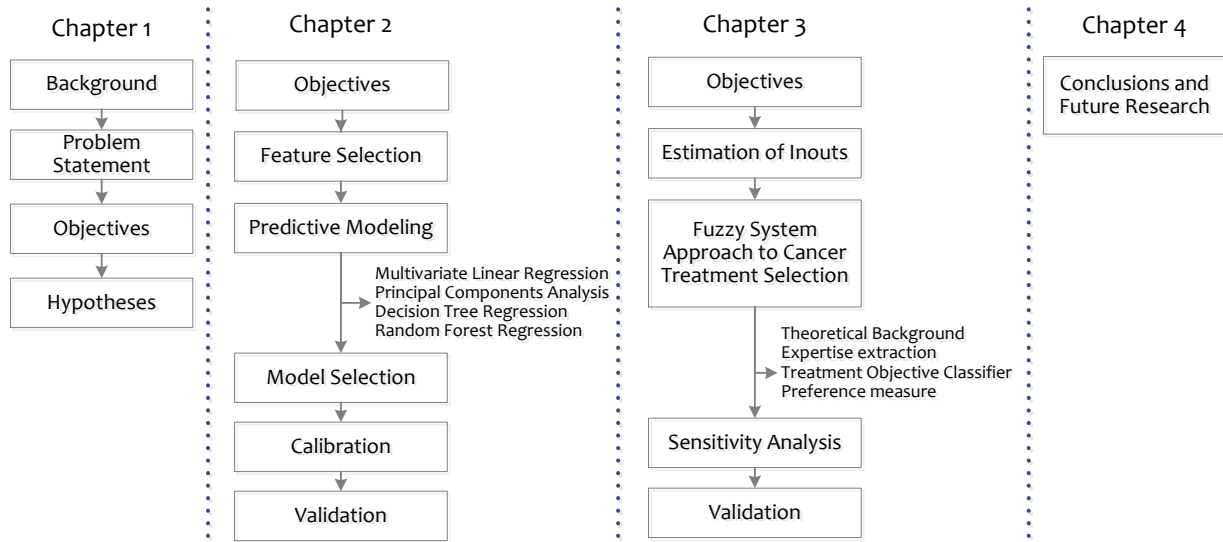 Chapter 1
Background
Problem
Statement
Objectives
Hypotheses
Chapter 2
Objectives
Feature Selection
Predictive Modeling
Multivariate Linear Regression
Principal Components Analysis
Decision Tree Regression
Random Forest Regression
Model Selection
Calibration
Validation
Chapter 3
Objectives
Estimation of Inouts
Fuzzy System
Approach to Cancer
Treatment Selection
Theoretical Background
Expertise extraction
Treatment Objective Classifier
Preference measure
Sensitivity Analysis
Validation
Chapter 4
Conclusions and
Future Research